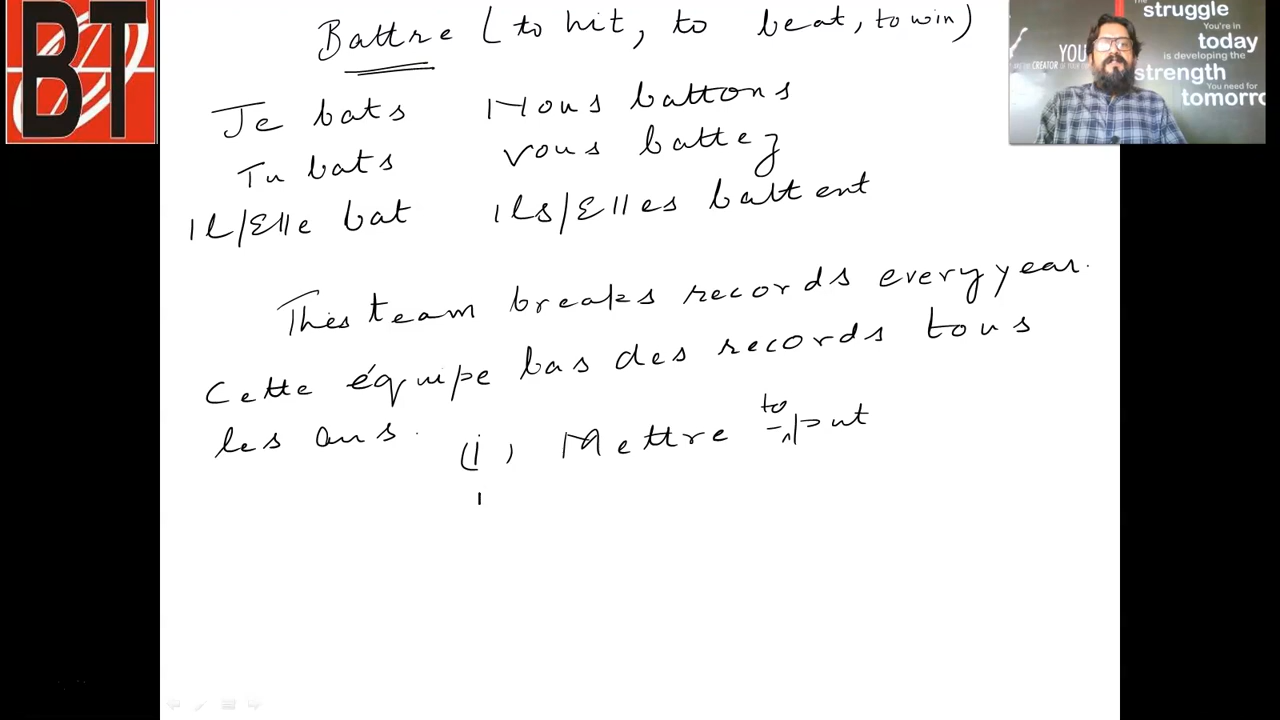 BT
Battre (to hit, to beat, to win)
Je bats Nous battons
Tu bats vous battez
Il/Elle bat Ils/Elles battent
This team breaks records every year.
Cette équipe bas des records tous
les ans.
(i) Mettre - to put
struggle
You're in
today
is developing the
strength
You need for
tomorro
YOU
CREATOR